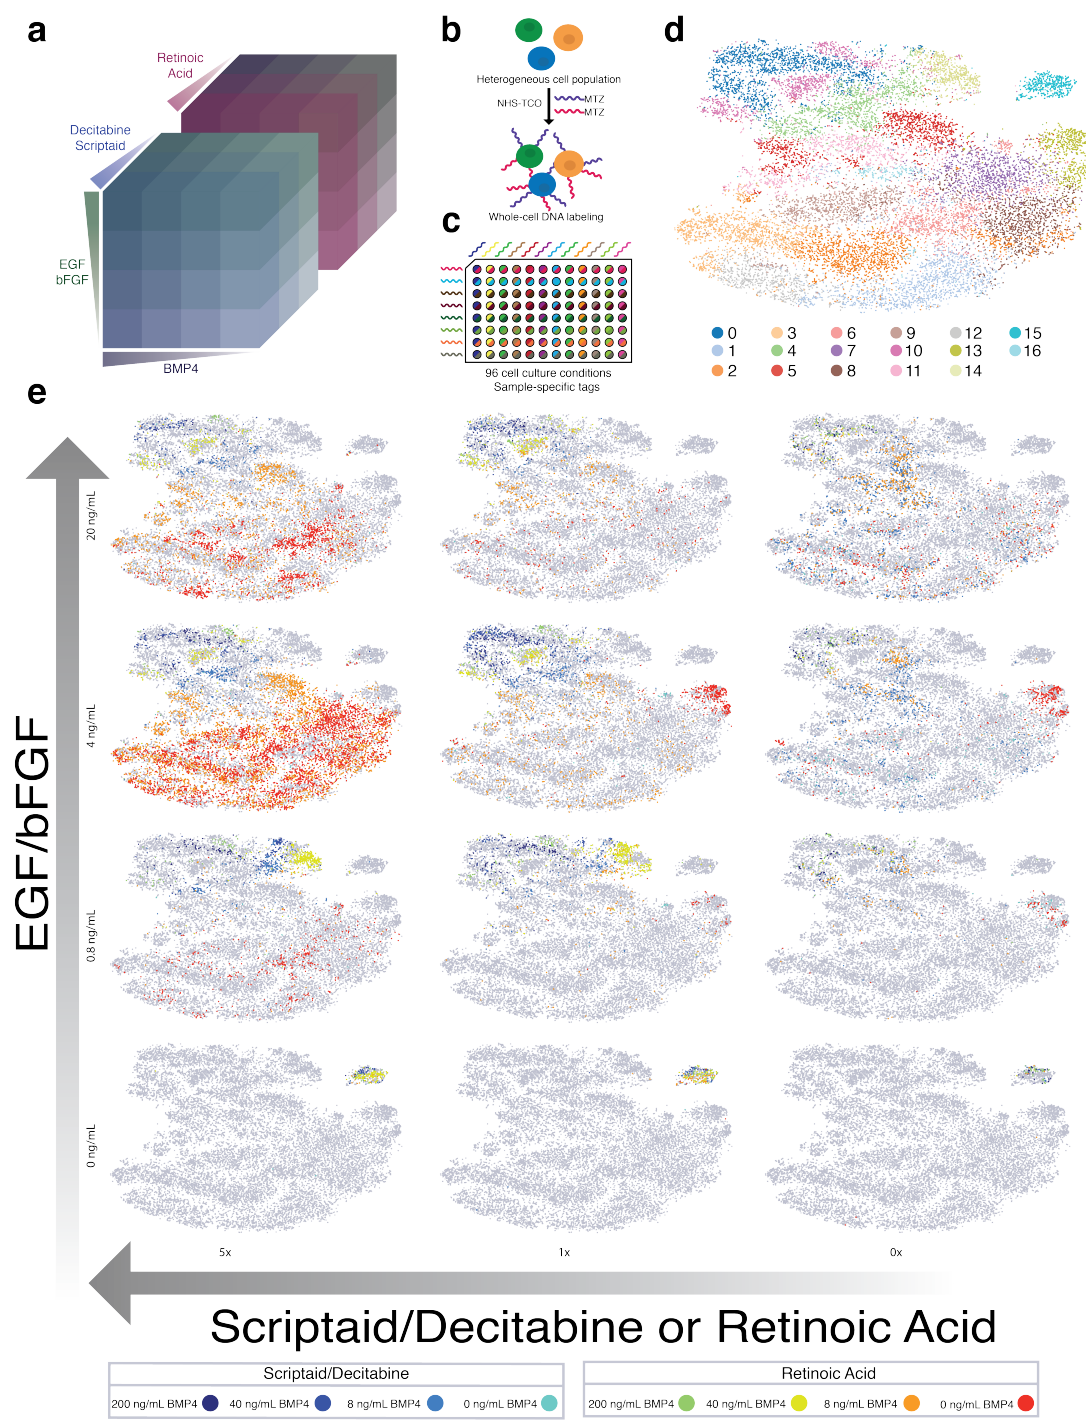 a
Retinoic
Acid
Decitabine
Scriptaid
EGF
bFGF
BMP4
b
Heterogeneous cell population
NHS-TCO
MTZ
MTZ
Whole-cell DNA labeling
c
96 cell culture conditions
Sample-specific tags
d
0 3 6 9 12 15
1 4 7 10 13 16
2 5 8 11 14
e
EGF/bFGF
20 ng/mL
4 ng/mL
0.8 ng/mL
0 ng/mL
5x 1x 0x
Scriptaid/Decitabine or Retinoic Acid
Scriptaid/Decitabine
200 ng/mL BMP4 40 ng/mL BMP4 8 ng/mL BMP4 0 ng/mL BMP4
Retinoic Acid
200 ng/mL BMP4 40 ng/mL BMP4 8 ng/mL BMP4 0 ng/mL BMP4